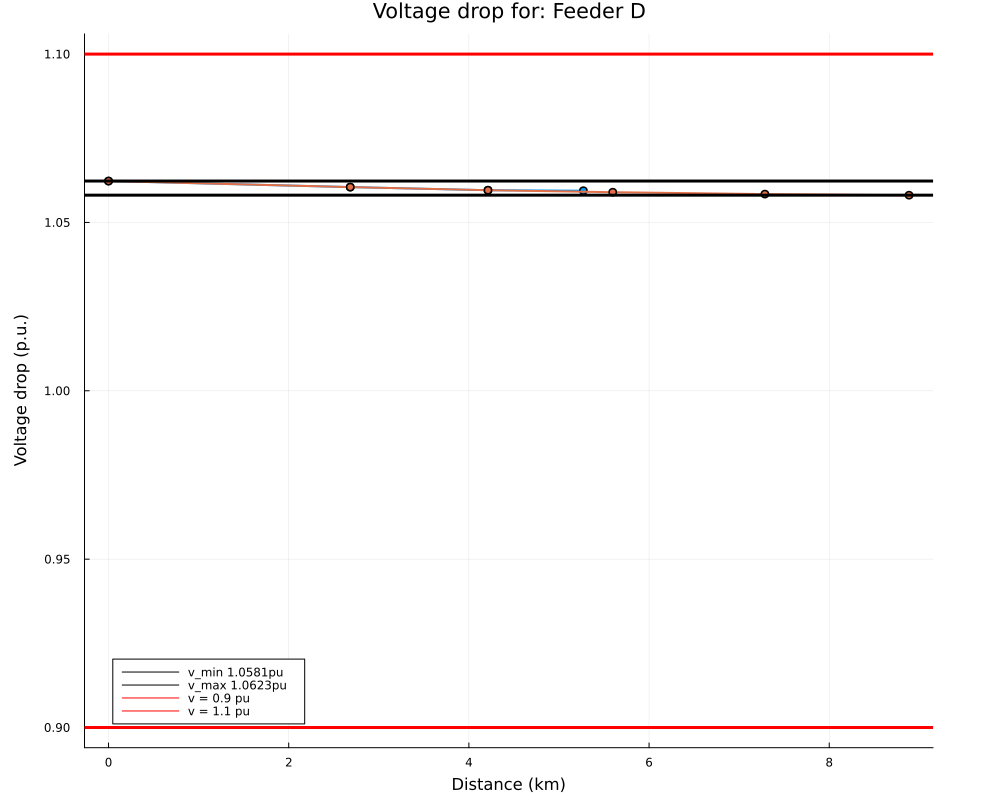 Voltage drop for: Feeder D
1.10
1.05
1.00
0.95
0.90
Voltage drop (p.u.)
v_min 1.0581pu
v_max 1.0623pu
v = 0.9 pu
v = 1.1 pu
0 2 4 6 8
Distance (km)